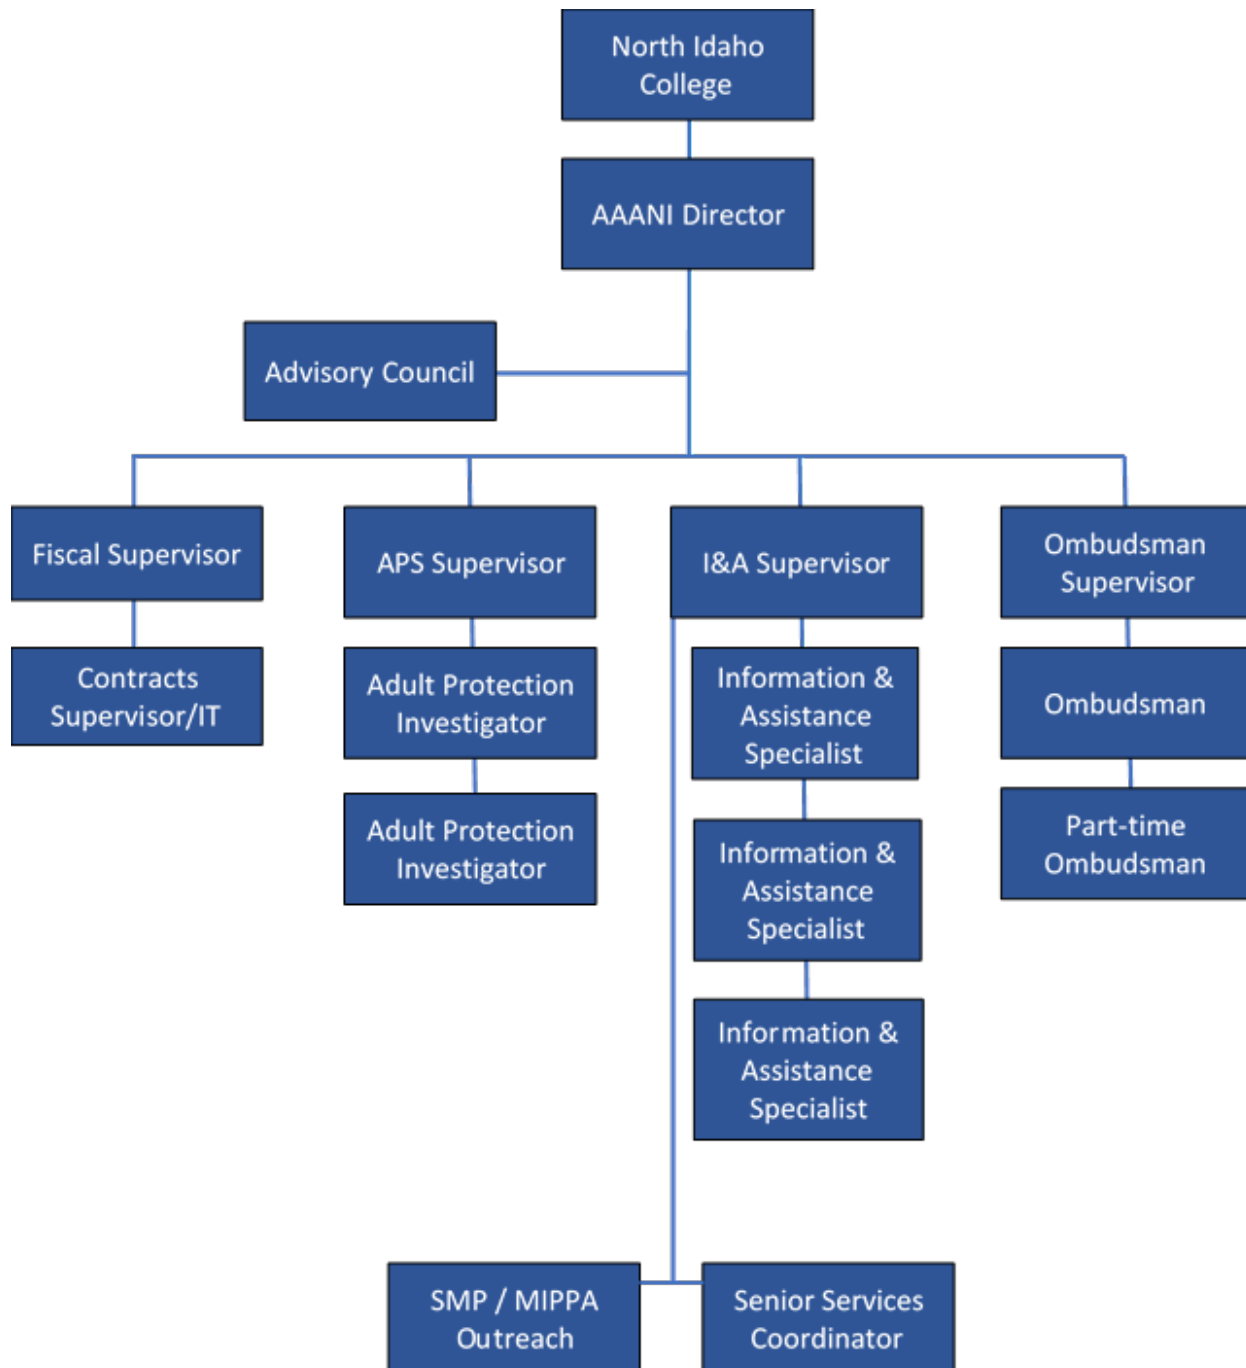 North Idaho
College
AAANI Director
Advisory Council
Fiscal Supervisor
APS Supervisor
I&A Supervisor
Ombudsman
Supervisor
Contracts
Supervisor/IT
Adult Protection
Investigator
Information &
Assistance
Specialist
Ombudsman
Adult Protection
Investigator
Information &
Assistance
Specialist
Part-time
Ombudsman
Information &
Assistance
Specialist
SMP / MIPPA
Outreach
Senior Services
Coordinator